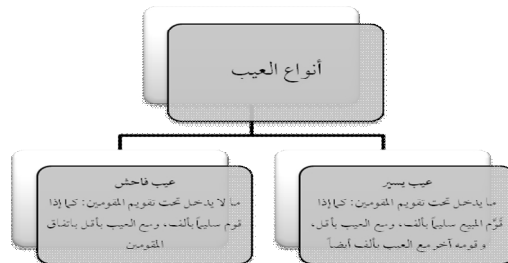 أنواع العيب
عيب يسير
ما يدخل تحت تقويم المقومين: كما إذا
قُوّم المبيع سليماً بألف، ومع العيب بأقل،
و قومه آخر مع العيب بألف أيضاً
عيب فاحش
ما لا يدخل تحت تقويم المقومين: كما إذا
قوم سليماً بألف، ومع العيب بأقل باتفاق
المقومين